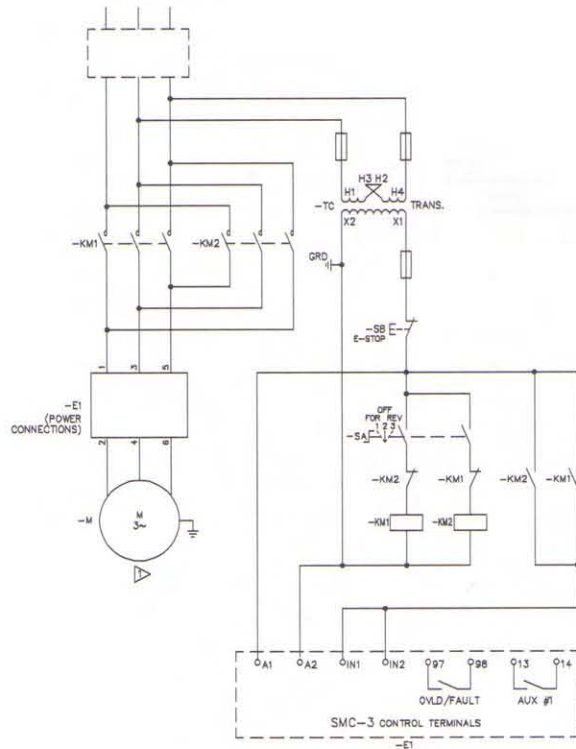 H3 H2
H1 H4
-TC TRANS.
X2 X1
-KM1 -KM2
GRD
-SB
E-STOP
1 3 5
-E1
(POWER
CONNECTIONS)
2 4 6
OFF
FOR REV
1 2 3
-SA
-KM2 -KM1 -KM2 -KM1
-KM1 -KM2
-M
M
3~
1
A1 A2 IN1 IN2 97 98 13 14
OVLD/FAULT AUX #1
SMC-3 CONTROL TERMINALS
-E1